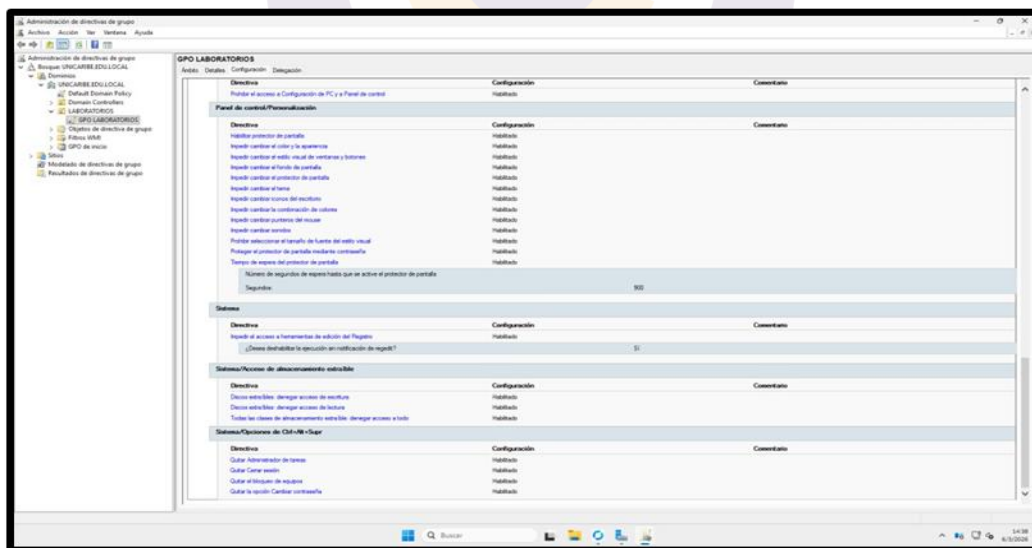 Administración de directivas de grupo
Archivo Acción Ver Ventana Ayuda
Administración de directivas de grupo
Bosque: UNICARIBE.EDU.LOCAL
Dominios
UNICARIBE.EDU.LOCAL
Default Domain Policy
Domain Controllers
LABORATORIOS
GPO LABORATORIOS
Objetos de directiva de grupo
Filtros WMI
GPO de inicio
Sitios
Modelado de directivas de grupo
Resultados de directivas de grupo
GPO LABORATORIOS
Ámbito Detalles Configuración Delegación
Directiva Configuración Comentario
Prohibir el acceso a Configuración de PC y a Panel de control Habilitado
Panel de control/Personalización
Directiva Configuración Comentario
Habilitar protector de pantalla Habilitado
Impedir cambiar el color y la apariencia Habilitado
Impedir cambiar el estilo visual de ventanas y botones Habilitado
Impedir cambiar el fondo de pantalla Habilitado
Impedir cambiar el protector de pantalla Habilitado
Impedir cambiar el tema Habilitado
Impedir cambiar iconos del escritorio Habilitado
Impedir cambiar la combinación de colores Habilitado
Impedir cambiar punteros del mouse Habilitado
Impedir cambiar sonidos Habilitado
Prohibir seleccionar el tamaño de fuente del estilo visual Habilitado
Proteger el protector de pantalla mediante contraseña Habilitado
Tiempo de espera del protector de pantalla Habilitado
Número de segundos de espera hasta que se active el protector de pantalla
Segundos: 900
Sistema
Directiva Configuración Comentario
Impedir el acceso a herramientas de edición del Registro Habilitado
¿Desea deshabilitar la ejecución sin notificación de regedit? Sí
Sistema/Acceso de almacenamiento extraíble
Directiva Configuración Comentario
Discos extraíbles: denegar acceso de escritura Habilitado
Discos extraíbles: denegar acceso de lectura Habilitado
Todas las clases de almacenamiento extraíble: denegar acceso a todo Habilitado
Sistema/Opciones de Ctrl+Alt+Supr
Directiva Configuración Comentario
Quitar Administrador de tareas Habilitado
Quitar Cerrar sesión Habilitado
Quitar el bloqueo de equipos Habilitado
Quitar la opción Cambiar contraseña Habilitado
Buscar
14:38
6/3/2026